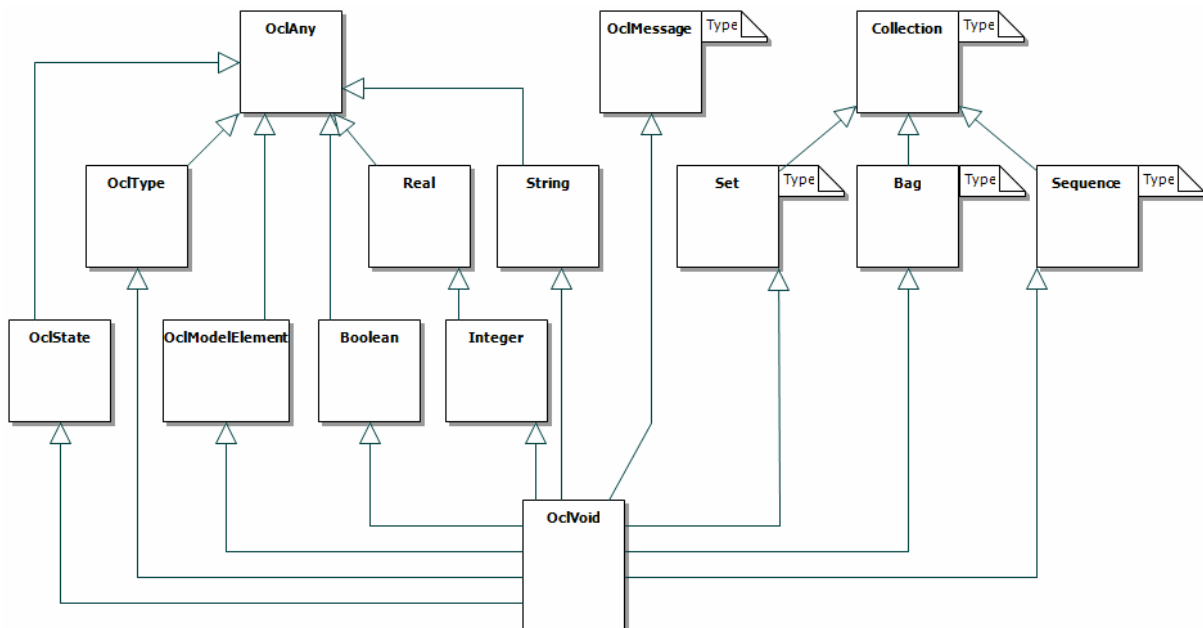 OclAny
OclMessage
Type
Collection
Type
OclType
Real
String
Set
Type
Bag
Type
Sequence
Type
OclState
OclModelElement
Boolean
Integer
OclVoid